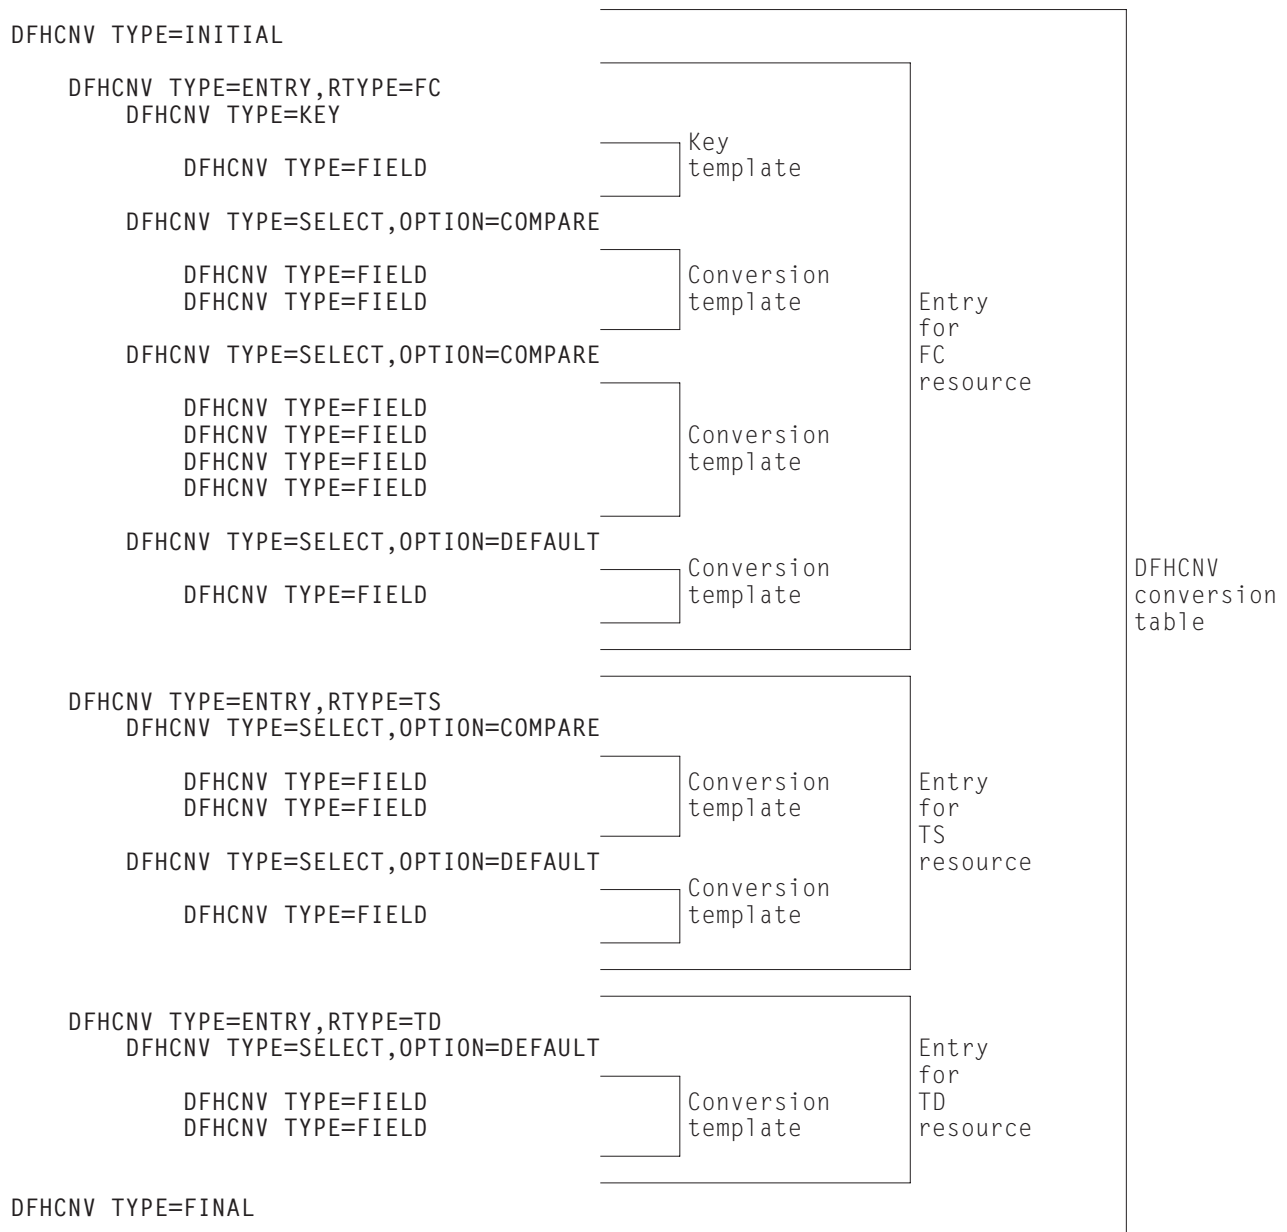 DFHCNV TYPE=INITIAL
DFHCNV TYPE=ENTRY,RTYPE=FC
DFHCNV TYPE=KEY
Key
DFHCNV TYPE=FIELD template
DFHCNV TYPE=SELECT,OPTION=COMPARE
DFHCNV TYPE=FIELD Conversion
DFHCNV TYPE=FIELD template Entry
for
DFHCNV TYPE=SELECT,OPTION=COMPARE FC
resource
DFHCNV TYPE=FIELD
DFHCNV TYPE=FIELD Conversion
DFHCNV TYPE=FIELD template
DFHCNV TYPE=FIELD
DFHCNV TYPE=SELECT,OPTION=DEFAULT
Conversion DFHCNV
DFHCNV TYPE=FIELD template conversion
table
DFHCNV TYPE=ENTRY,RTYPE=TS
DFHCNV TYPE=SELECT,OPTION=COMPARE
DFHCNV TYPE=FIELD Conversion Entry
DFHCNV TYPE=FIELD template for
TS
DFHCNV TYPE=SELECT,OPTION=DEFAULT resource
Conversion
DFHCNV TYPE=FIELD template
DFHCNV TYPE=ENTRY,RTYPE=TD
DFHCNV TYPE=SELECT,OPTION=DEFAULT Entry
for
DFHCNV TYPE=FIELD Conversion TD
DFHCNV TYPE=FIELD template resource
DFHCNV TYPE=FINAL